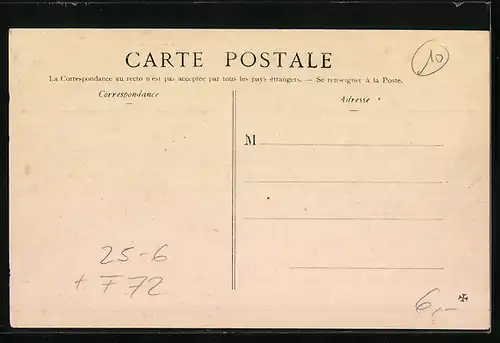 CARTE POSTALE
10
La Correspondance au recto n'est pas acceptée par tous les pays étrangers. — Se renseigner à la Poste.
Correspondance
Adresse
M
25-6
+. F. 72
6,-